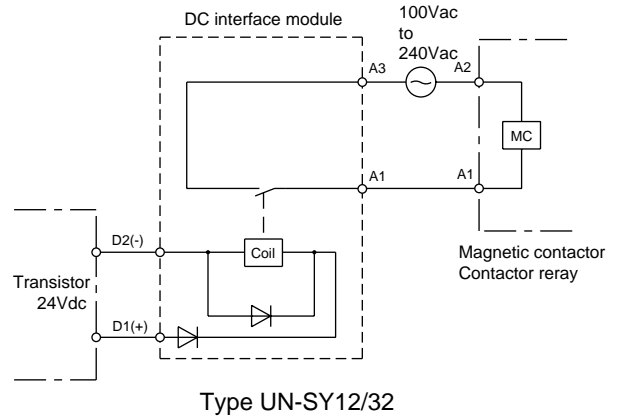 DC interface module
100Vac
to
240Vac
A3
A2
MC
A1
A1
D2(-)
Coil
Magnetic contactor
Contactor reray
Transistor
24Vdc
D1(+)
Type UN-SY12/32